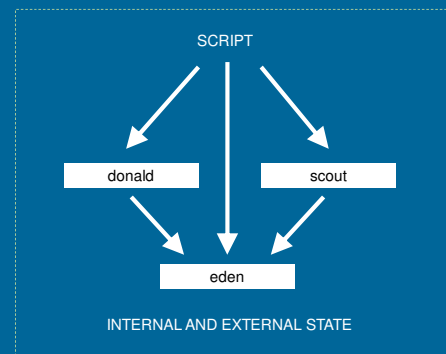 SCRIPT
donald
scout
eden
INTERNAL AND EXTERNAL STATE